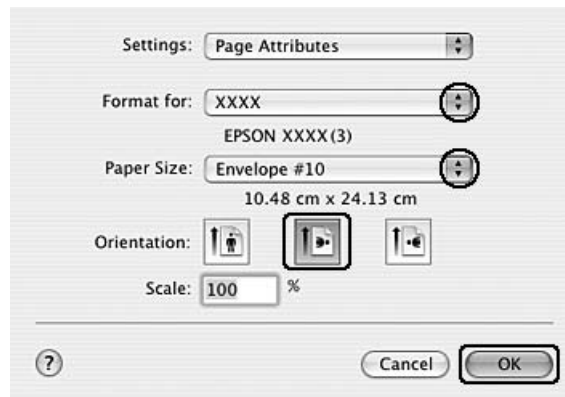 Settings: Page Attributes
Format for: XXXX
EPSON XXXX(3)
Paper Size: Envelope #10
10.48 cm x 24.13 cm
Orientation:
Scale: 100 %
? Cancel OK